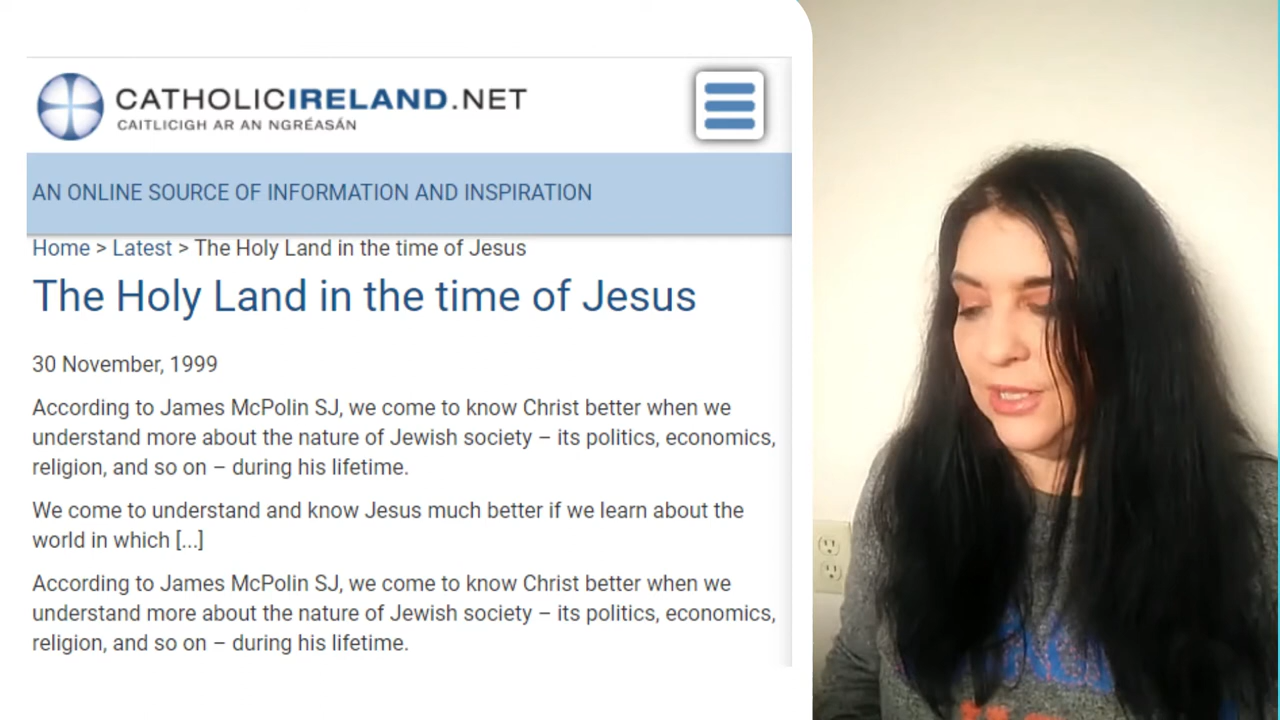 CATHOLICIRELAND.NET
CAITLICIGH AR AN NGRÉASÁN
AN ONLINE SOURCE OF INFORMATION AND INSPIRATION
Home > Latest > The Holy Land in the time of Jesus
The Holy Land in the time of Jesus
30 November, 1999
According to James McPolin SJ, we come to know Christ better when we
understand more about the nature of Jewish society – its politics, economics,
religion, and so on – during his lifetime.
We come to understand and know Jesus much better if we learn about the
world in which [...]
According to James McPolin SJ, we come to know Christ better when we
understand more about the nature of Jewish society – its politics, economics,
religion, and so on – during his lifetime.